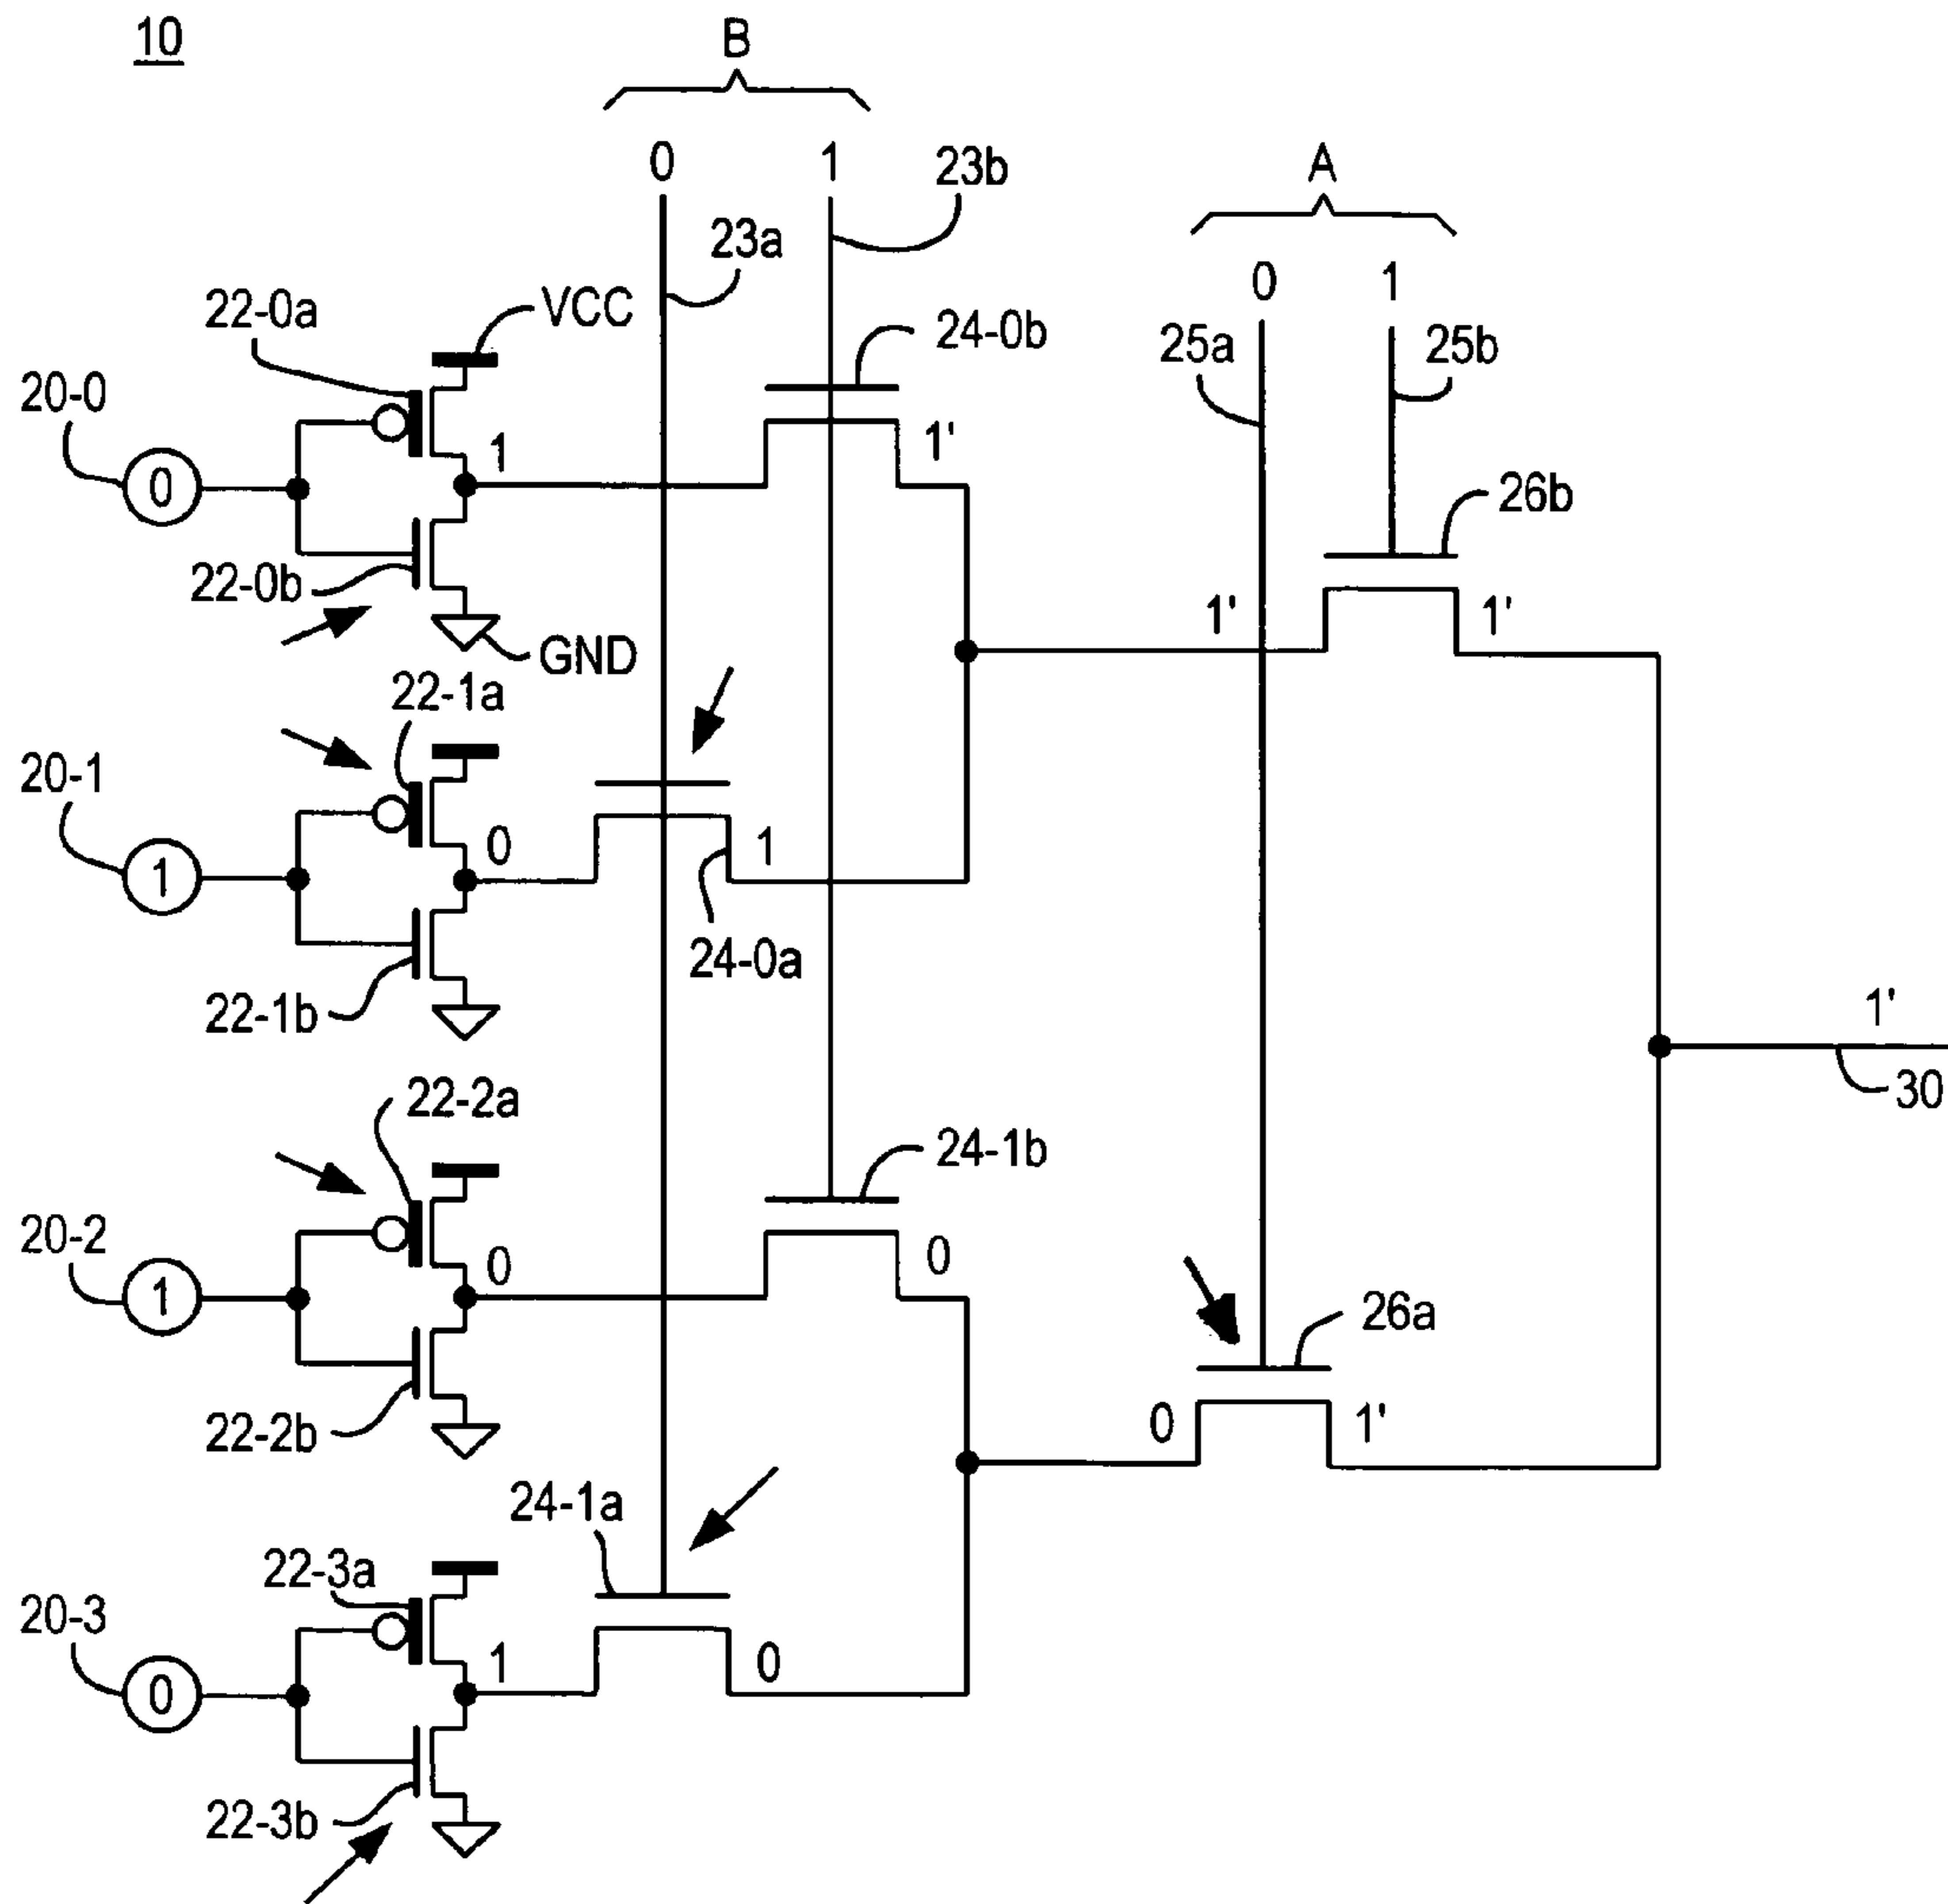 10
B
0 1 23b
A
23a
0 1
22-0a VCC
24-0b
25a 25b
20-0
1 1'
0
26b
22-0b
1' 1'
GND
22-1a
20-1
0 1
1
24-0a
22-1b
1'
30
22-2a
24-1b
20-2
0 0
1
26a
22-2b
0 1'
24-1a
22-3a
20-3
1 0
0
22-3b